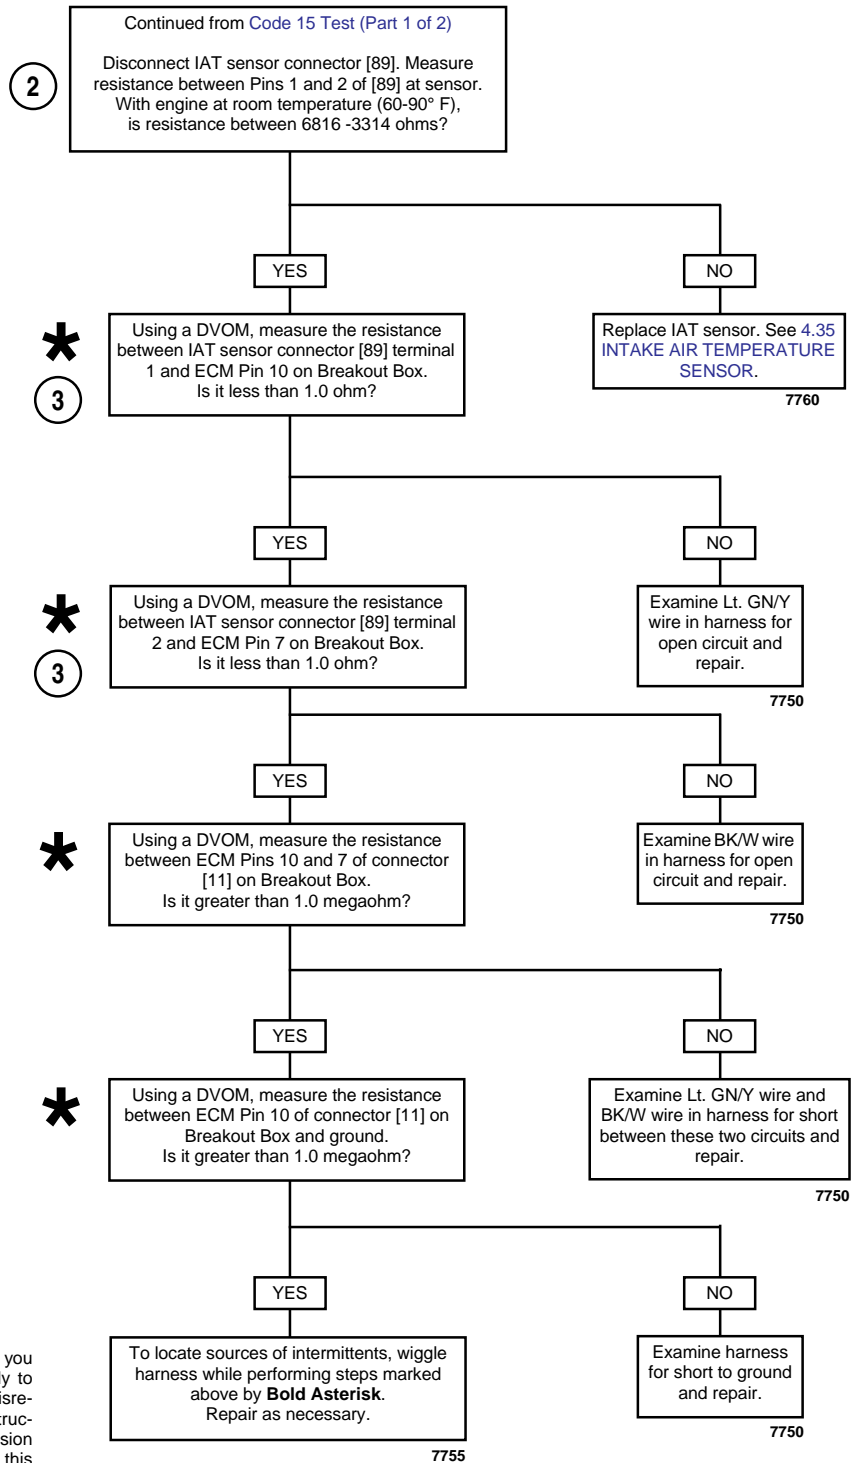 Continued from Code 15 Test (Part 1 of 2)
Disconnect IAT sensor connector [89]. Measure
resistance between Pins 1 and 2 of [89] at sensor.
With engine at room temperature (60-90° F),
is resistance between 6816 -3314 ohms?
2
YES
NO
*
3
Using a DVOM, measure the resistance
between IAT sensor connector [89] terminal
1 and ECM Pin 10 on Breakout Box.
Is it less than 1.0 ohm?
Replace IAT sensor. See 4.35
INTAKE AIR TEMPERATURE
SENSOR.
7760
YES
NO
*
3
Using a DVOM, measure the resistance
between IAT sensor connector [89] terminal
2 and ECM Pin 7 on Breakout Box.
Is it less than 1.0 ohm?
Examine Lt. GN/Y
wire in harness for
open circuit and
repair.
7750
YES
NO
*
Using a DVOM, measure the resistance
between ECM Pins 10 and 7 of connector
[11] on Breakout Box.
Is it greater than 1.0 megaohm?
Examine BK/W wire
in harness for open
circuit and repair.
7750
YES
NO
*
Using a DVOM, measure the resistance
between ECM Pin 10 of connector [11] on
Breakout Box and ground.
Is it greater than 1.0 megaohm?
Examine Lt. GN/Y wire and
BK/W wire in harness for short
between these two circuits and
repair.
7750
YES
NO
To locate sources of intermittents, wiggle
harness while performing steps marked
above by Bold Asterisk.
Repair as necessary.
7755
Examine harness
for short to ground
and repair.
7750
you
ly to
isre-
truc-
sion
this